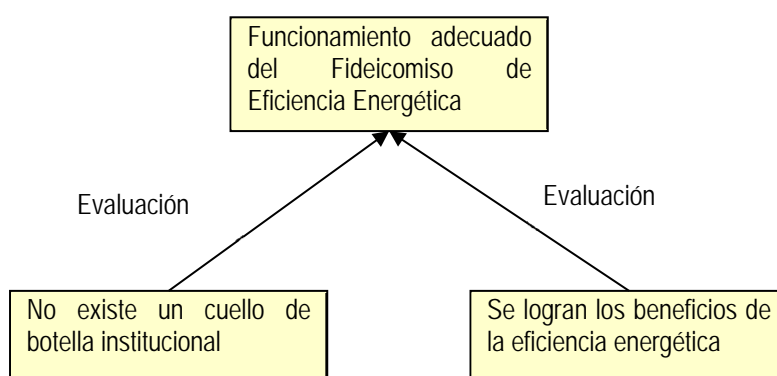 Funcionamiento adecuado
del Fideicomiso de
Eficiencia Energética
Evaluación
Evaluación
No existe un cuello de
botella institucional
Se logran los beneficios de
la eficiencia energética